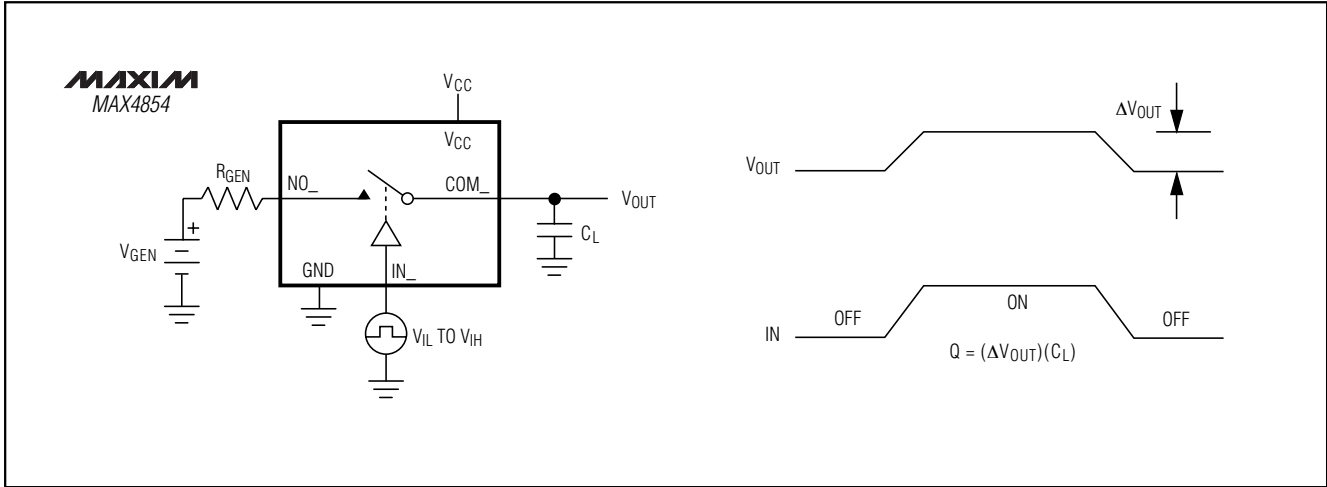 MAXIM
MAX4854
VCC
VCC
RGEN
NO_
COM_
VOUT
+
VGEN
CL
GND
IN_
VIL TO VIH
ΔVOUT
VOUT
IN
OFF
ON
OFF
Q = (ΔVOUT)(CL)